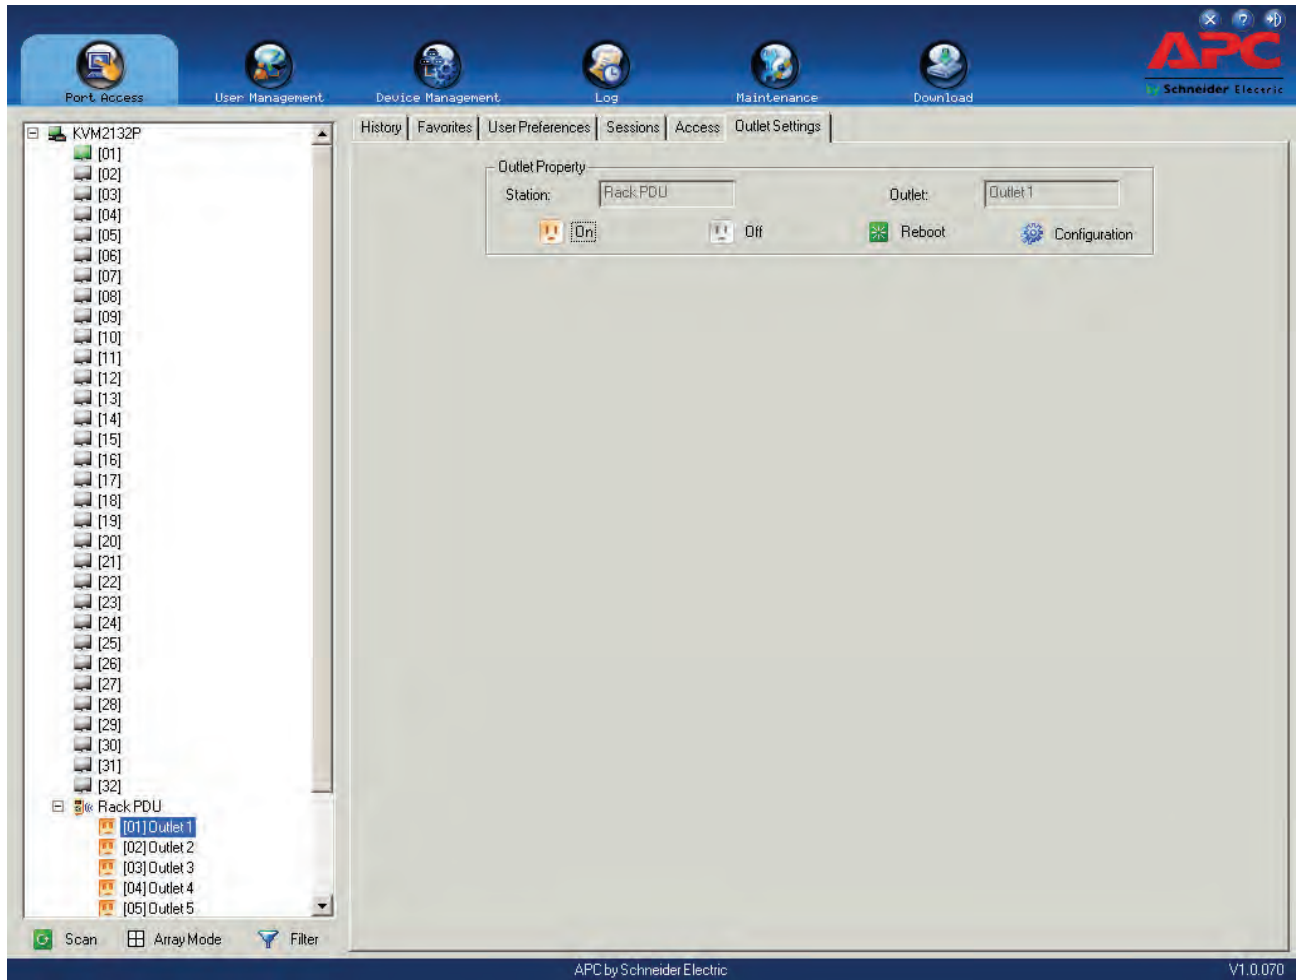 APC
by Schneider Electric
Port Access
User Management
Device Management
Log
Maintenance
Download
KVM2132P
[01]
[02]
[03]
[04]
[05]
[06]
[07]
[08]
[09]
[10]
[11]
[12]
[13]
[14]
[15]
[16]
[17]
[18]
[19]
[20]
[21]
[22]
[23]
[24]
[25]
[26]
[27]
[28]
[29]
[30]
[31]
[32]
Rack PDU
[01] Outlet 1
[02] Outlet 2
[03] Outlet 3
[04] Outlet 4
[05] Outlet 5
Scan Array Mode Filter
History Favorites User Preferences Sessions Access Outlet Settings
Outlet Property
Station: Rack PDU Outlet: Outlet 1
On Off Reboot Configuration
APC by Schneider Electric
V1.0.070